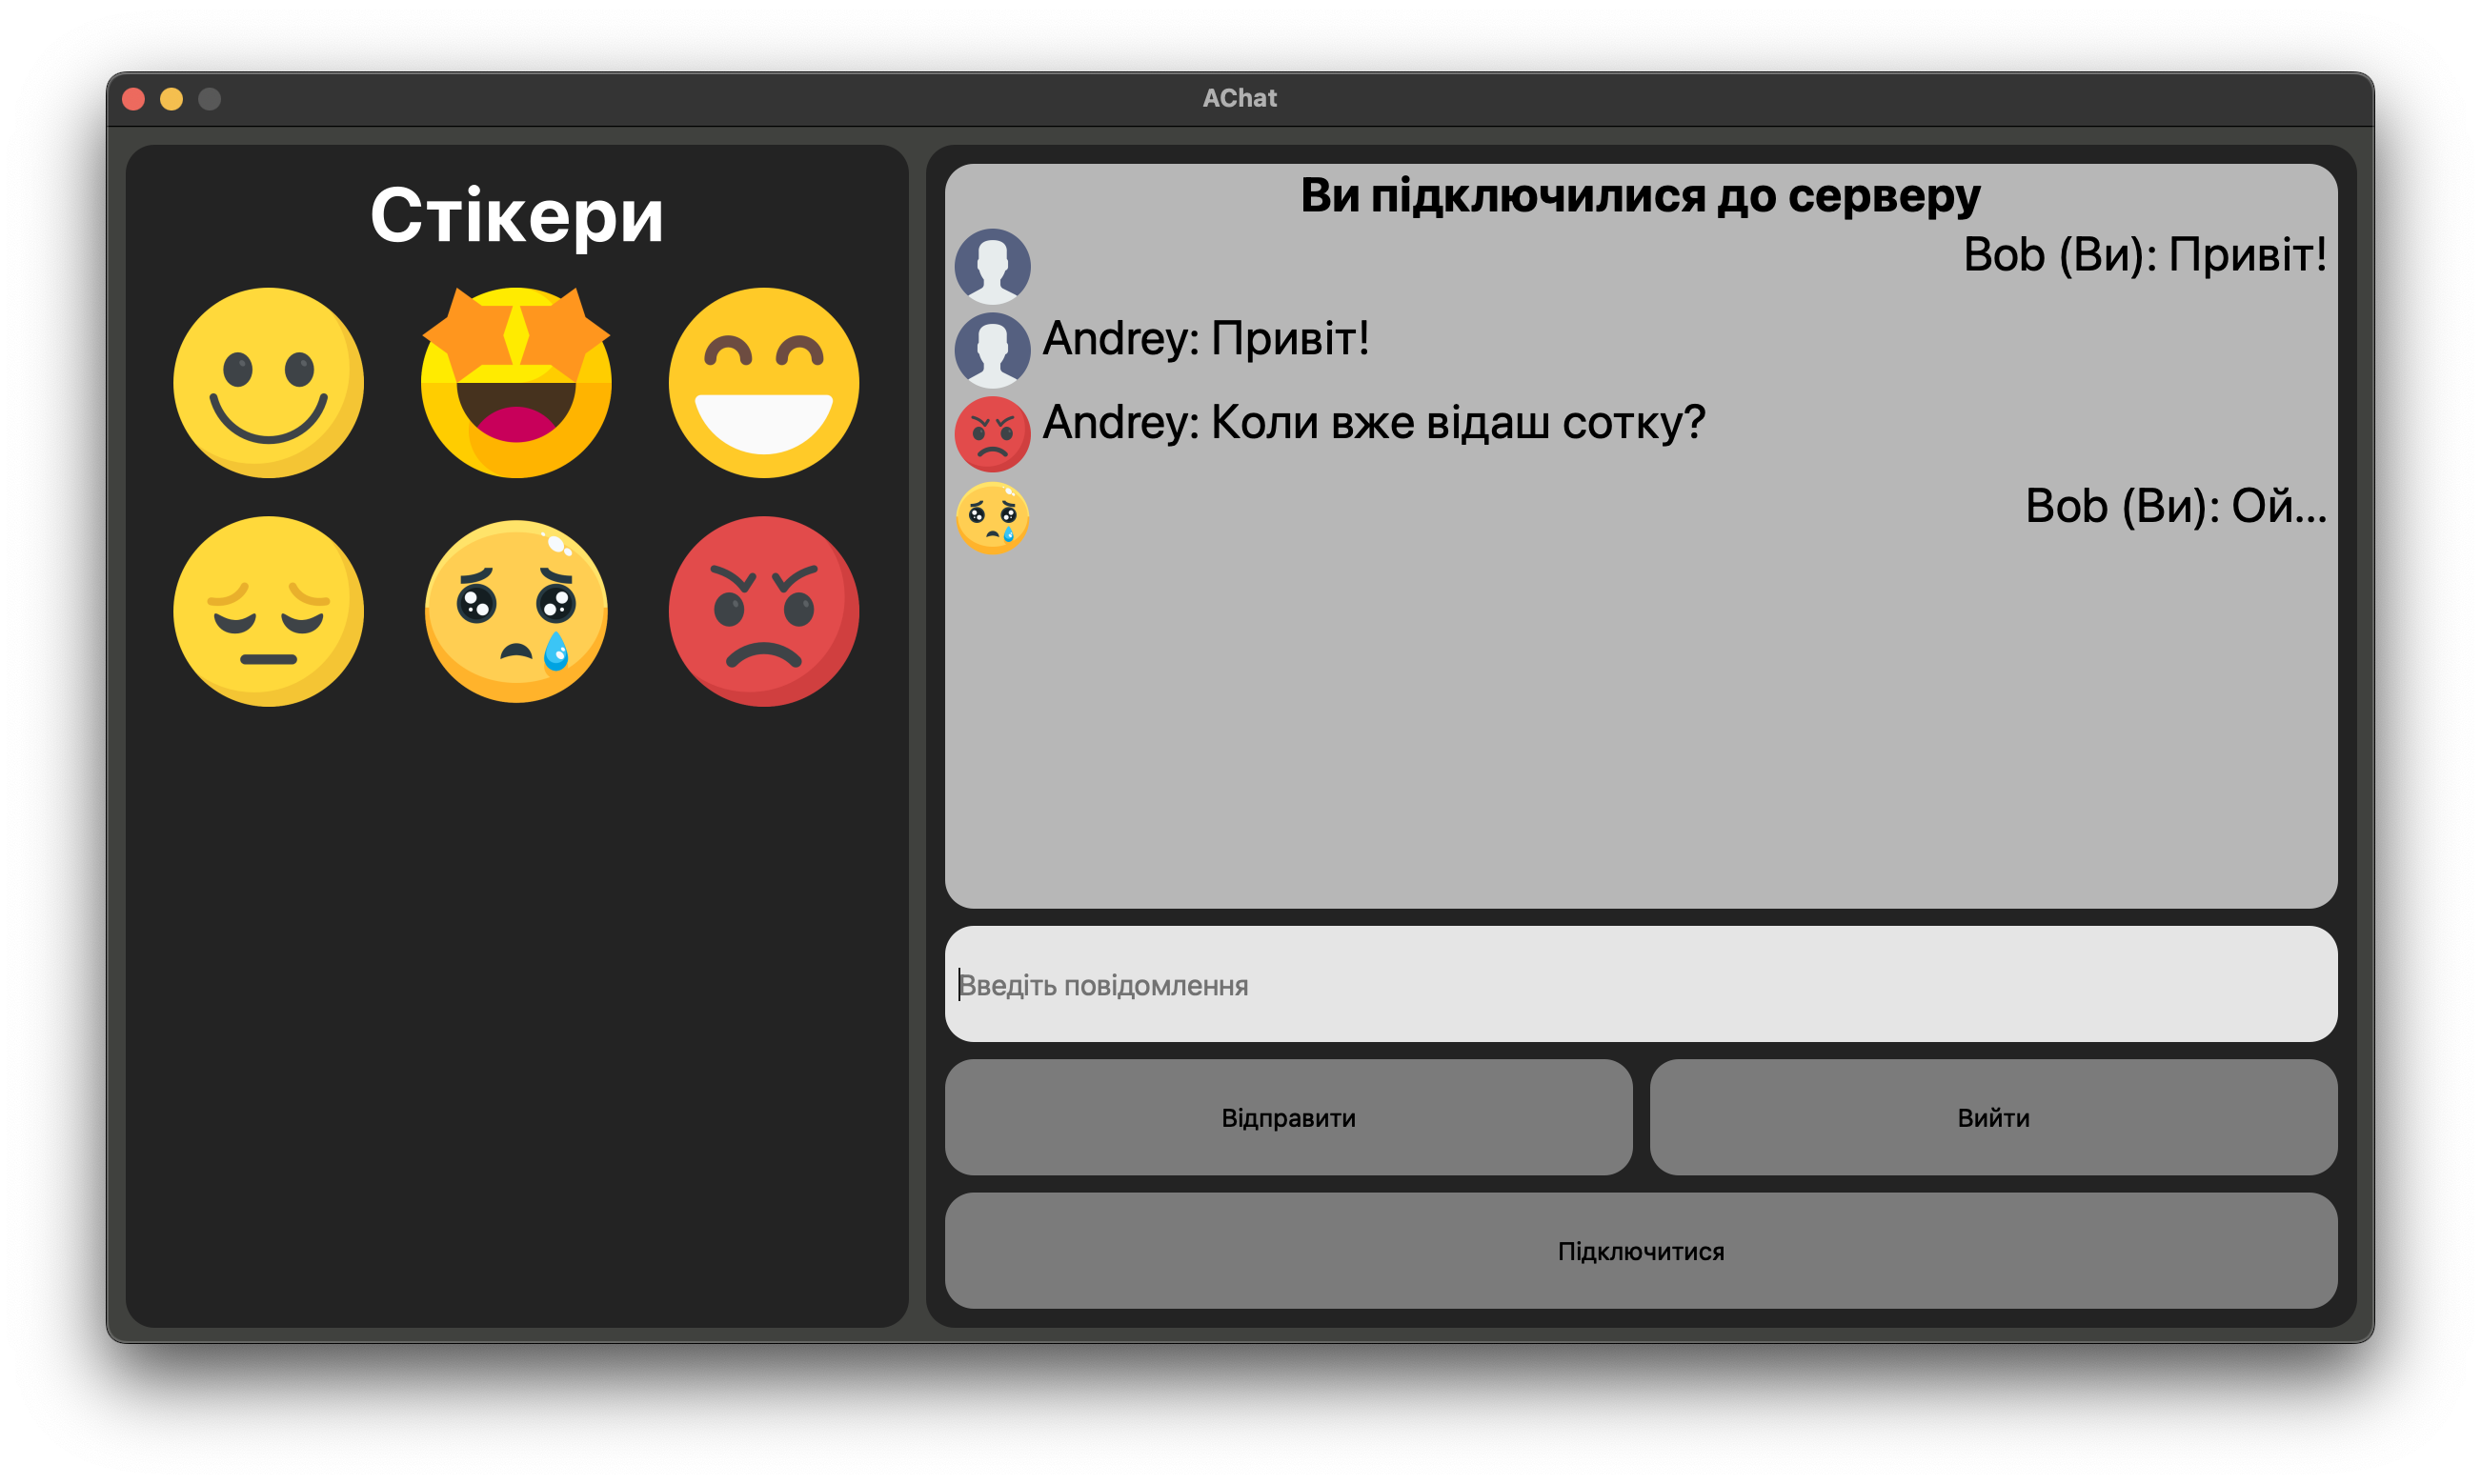 AChat
Стікери
Ви підключилися до серверу
Bob (Ви): Привіт!
Andrey: Привіт!
Andrey: Коли вже відаш сотку?
Bob (Ви): Ой...
Введіть повідомлення
Відправити
Вийти
Підключитися